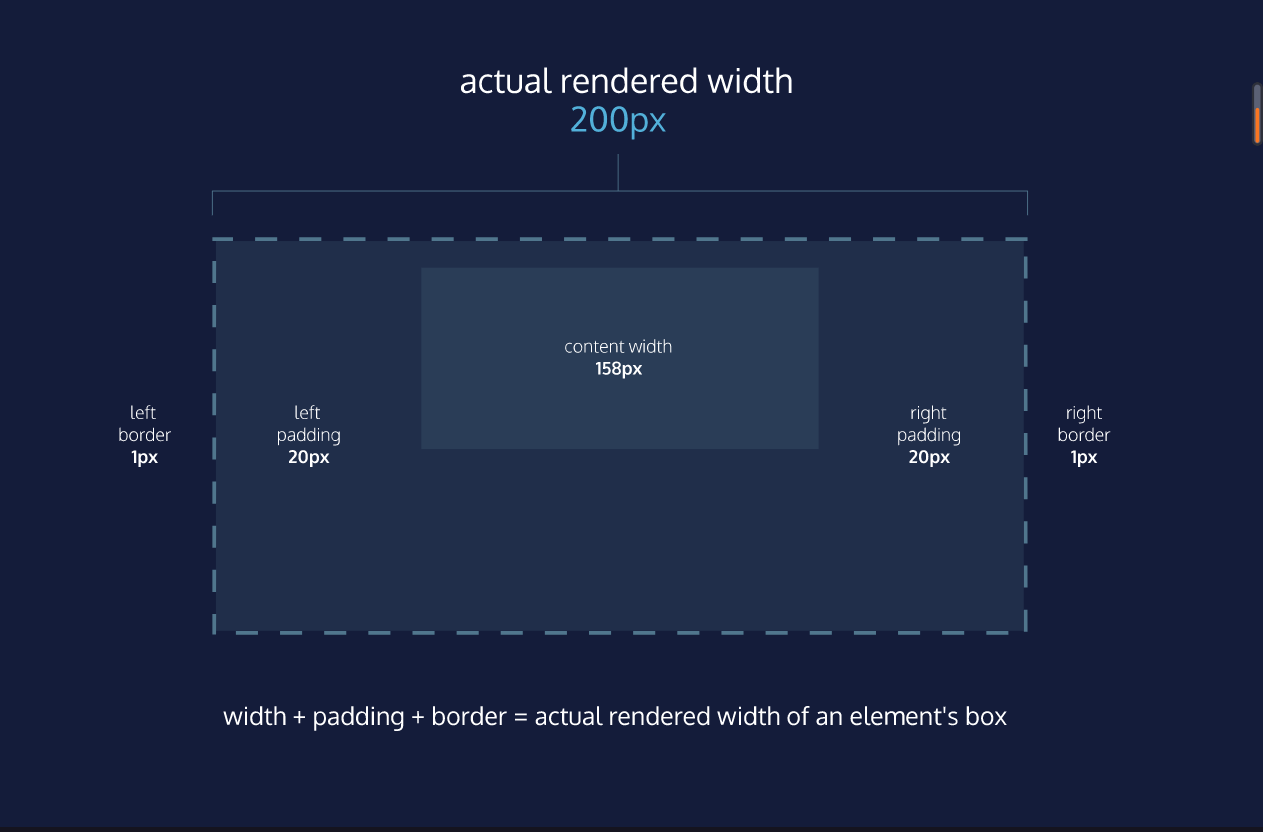 actual rendered width
200px
content width
158px
left
border
1px
left
padding
20px
right
padding
20px
right
border
1px
width + padding + border = actual rendered width of an element's box